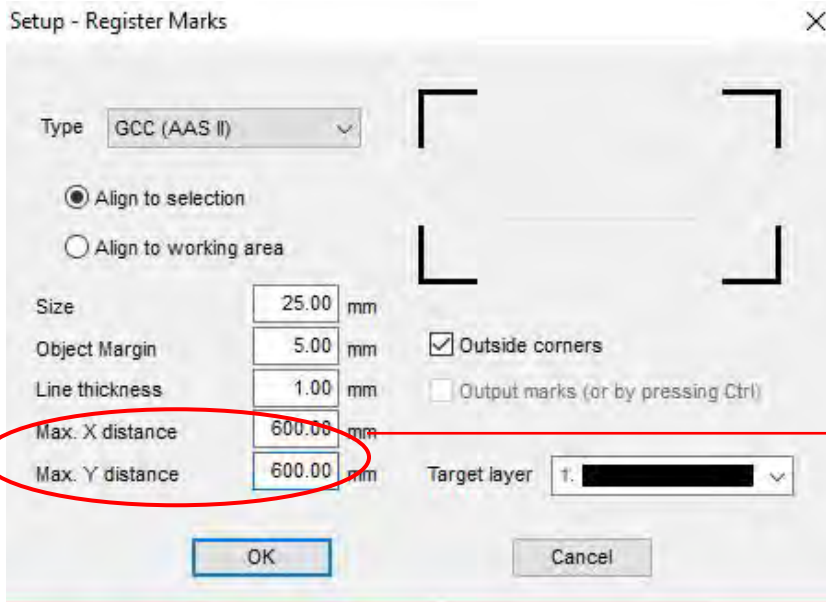 Setup - Register Marks
Type GCC (AAS II)
Align to selection
Align to working area
Size 25.00 mm
Object Margin 5.00 mm
Line thickness 1.00 mm
Max. X distance 600.00 mm
Max. Y distance 600.00 mm
Outside corners
Output marks (or by pressing Ctrl)
Target layer 1.
OK
Cancel